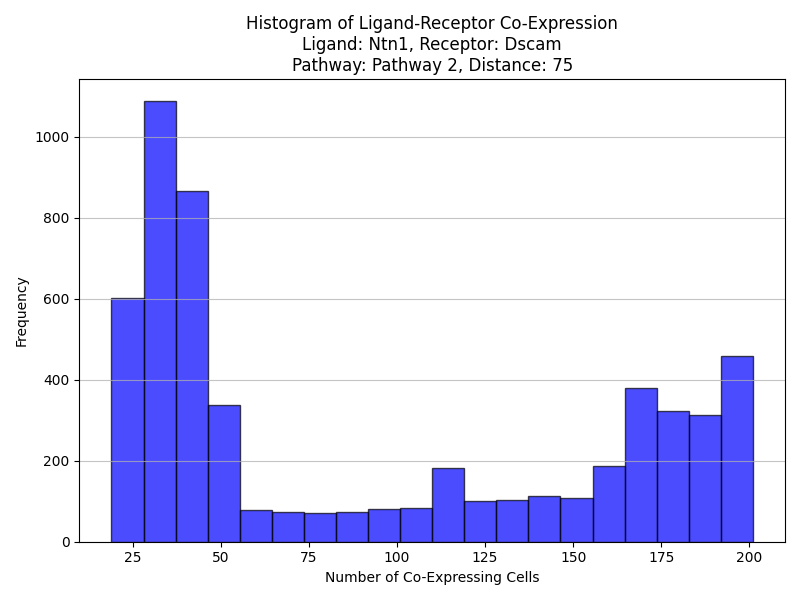 Histogram of Ligand-Receptor Co-Expression
Ligand: Ntn1, Receptor: Dscam
Pathway: Pathway 2, Distance: 75
1000
800
600
400
200
0
Frequency
25 50 75 100 125 150 175 200
Number of Co-Expressing Cells